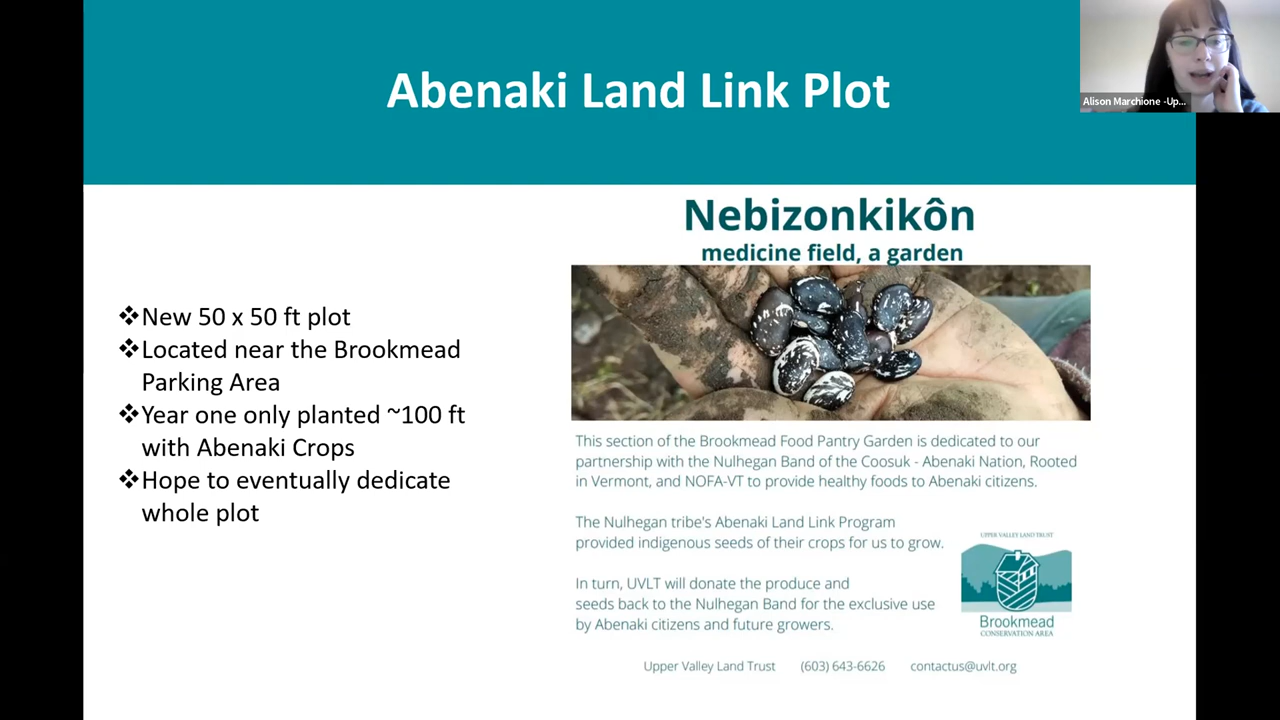 Abenaki Land Link Plot
Alison Marchione -Up...
❖New 50 x 50 ft plot
❖Located near the Brookmead
Parking Area
❖Year one only planted ~100 ft
with Abenaki Crops
❖Hope to eventually dedicate
whole plot
Nebizonkikôn
medicine field, a garden
This section of the Brookmead Food Pantry Garden is dedicated to our
partnership with the Nulhegan Band of the Coosuk - Abenaki Nation, Rooted
in Vermont, and NOFA-VT to provide healthy foods to Abenaki citizens.
The Nulhegan tribe's Abenaki Land Link Program
provided indigenous seeds of their crops for us to grow.
In turn, UVLT will donate the produce and
seeds back to the Nulhegan Band for the exclusive use
by Abenaki citizens and future growers.
UPPER VALLEY LAND TRUST
Brookmead
CONSERVATION AREA
Upper Valley Land Trust (603) 643-6626 contactus@uvlt.org